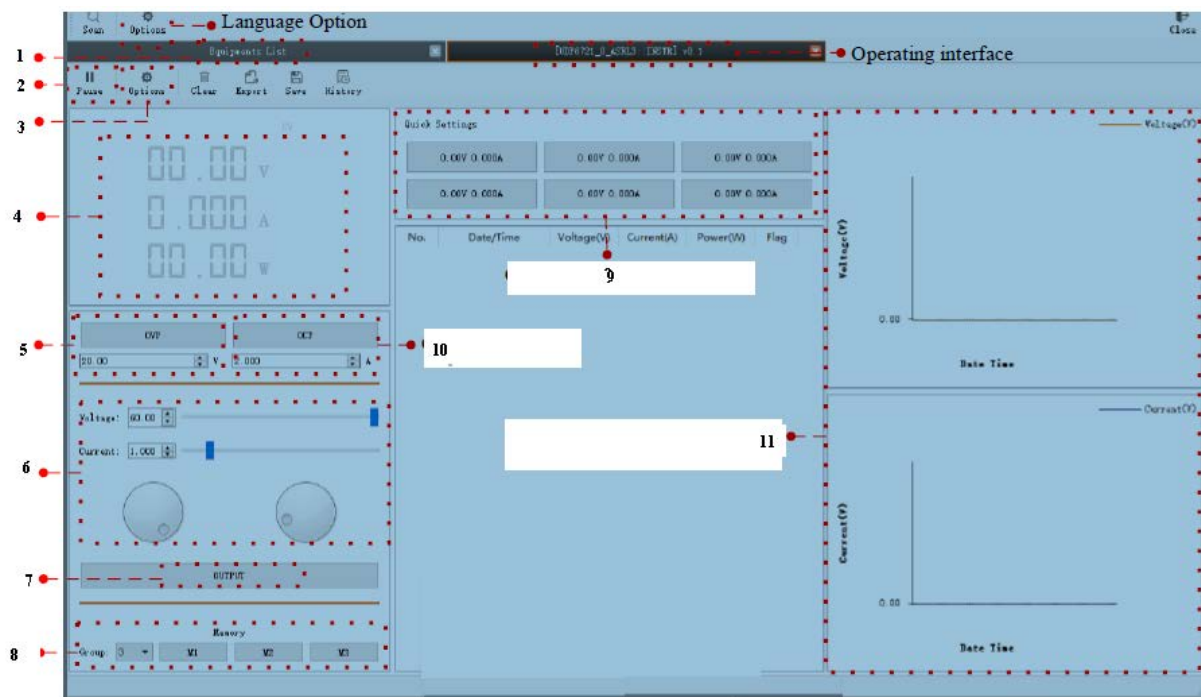 Language Option
Scan Options Close
1 Equipments List Operating interface
2 Pause Options Clear Export Save History
3
Quick Settings Voltage(V)
0.00V 0.000A 0.00V 0.000A 0.00V 0.000A
0.00V 0.000A 0.00V 0.000A 0.00V 0.000A
4
00.00 V
0.000 A
00.00 W
No. Date/Time Voltage(V) Current(A) Power(W) Flag
9
Voltage(V)
0.00
Date Time
5 OVP OCP 10
20.00 V 2.000 A
Voltage: 60.00
Current: 1.000
6
11
Current(V)
Current(V)
0.00
Date Time
7 OUTPUT
Memory
8 Group: 0 M1 M2 M3